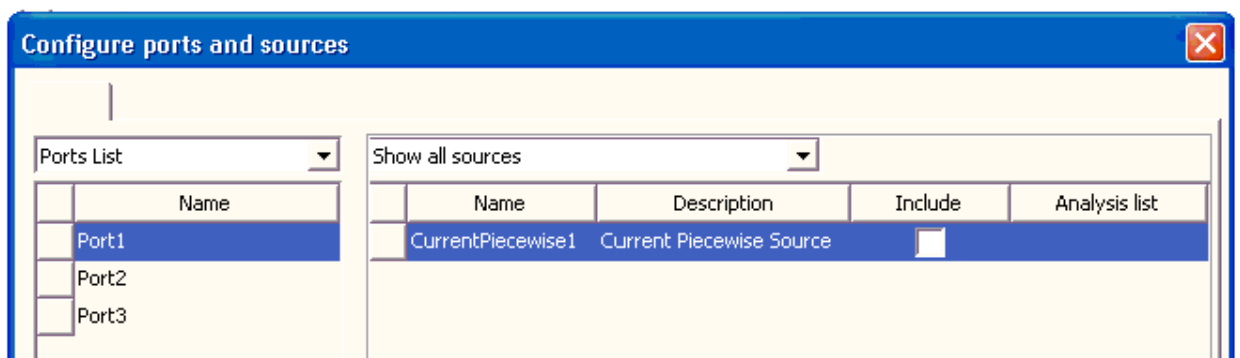 Configure ports and sources
Ports List
Show all sources
Name
Name Description Include Analysis list
Port1
CurrentPiecewise1 Current Piecewise Source
Port2
Port3